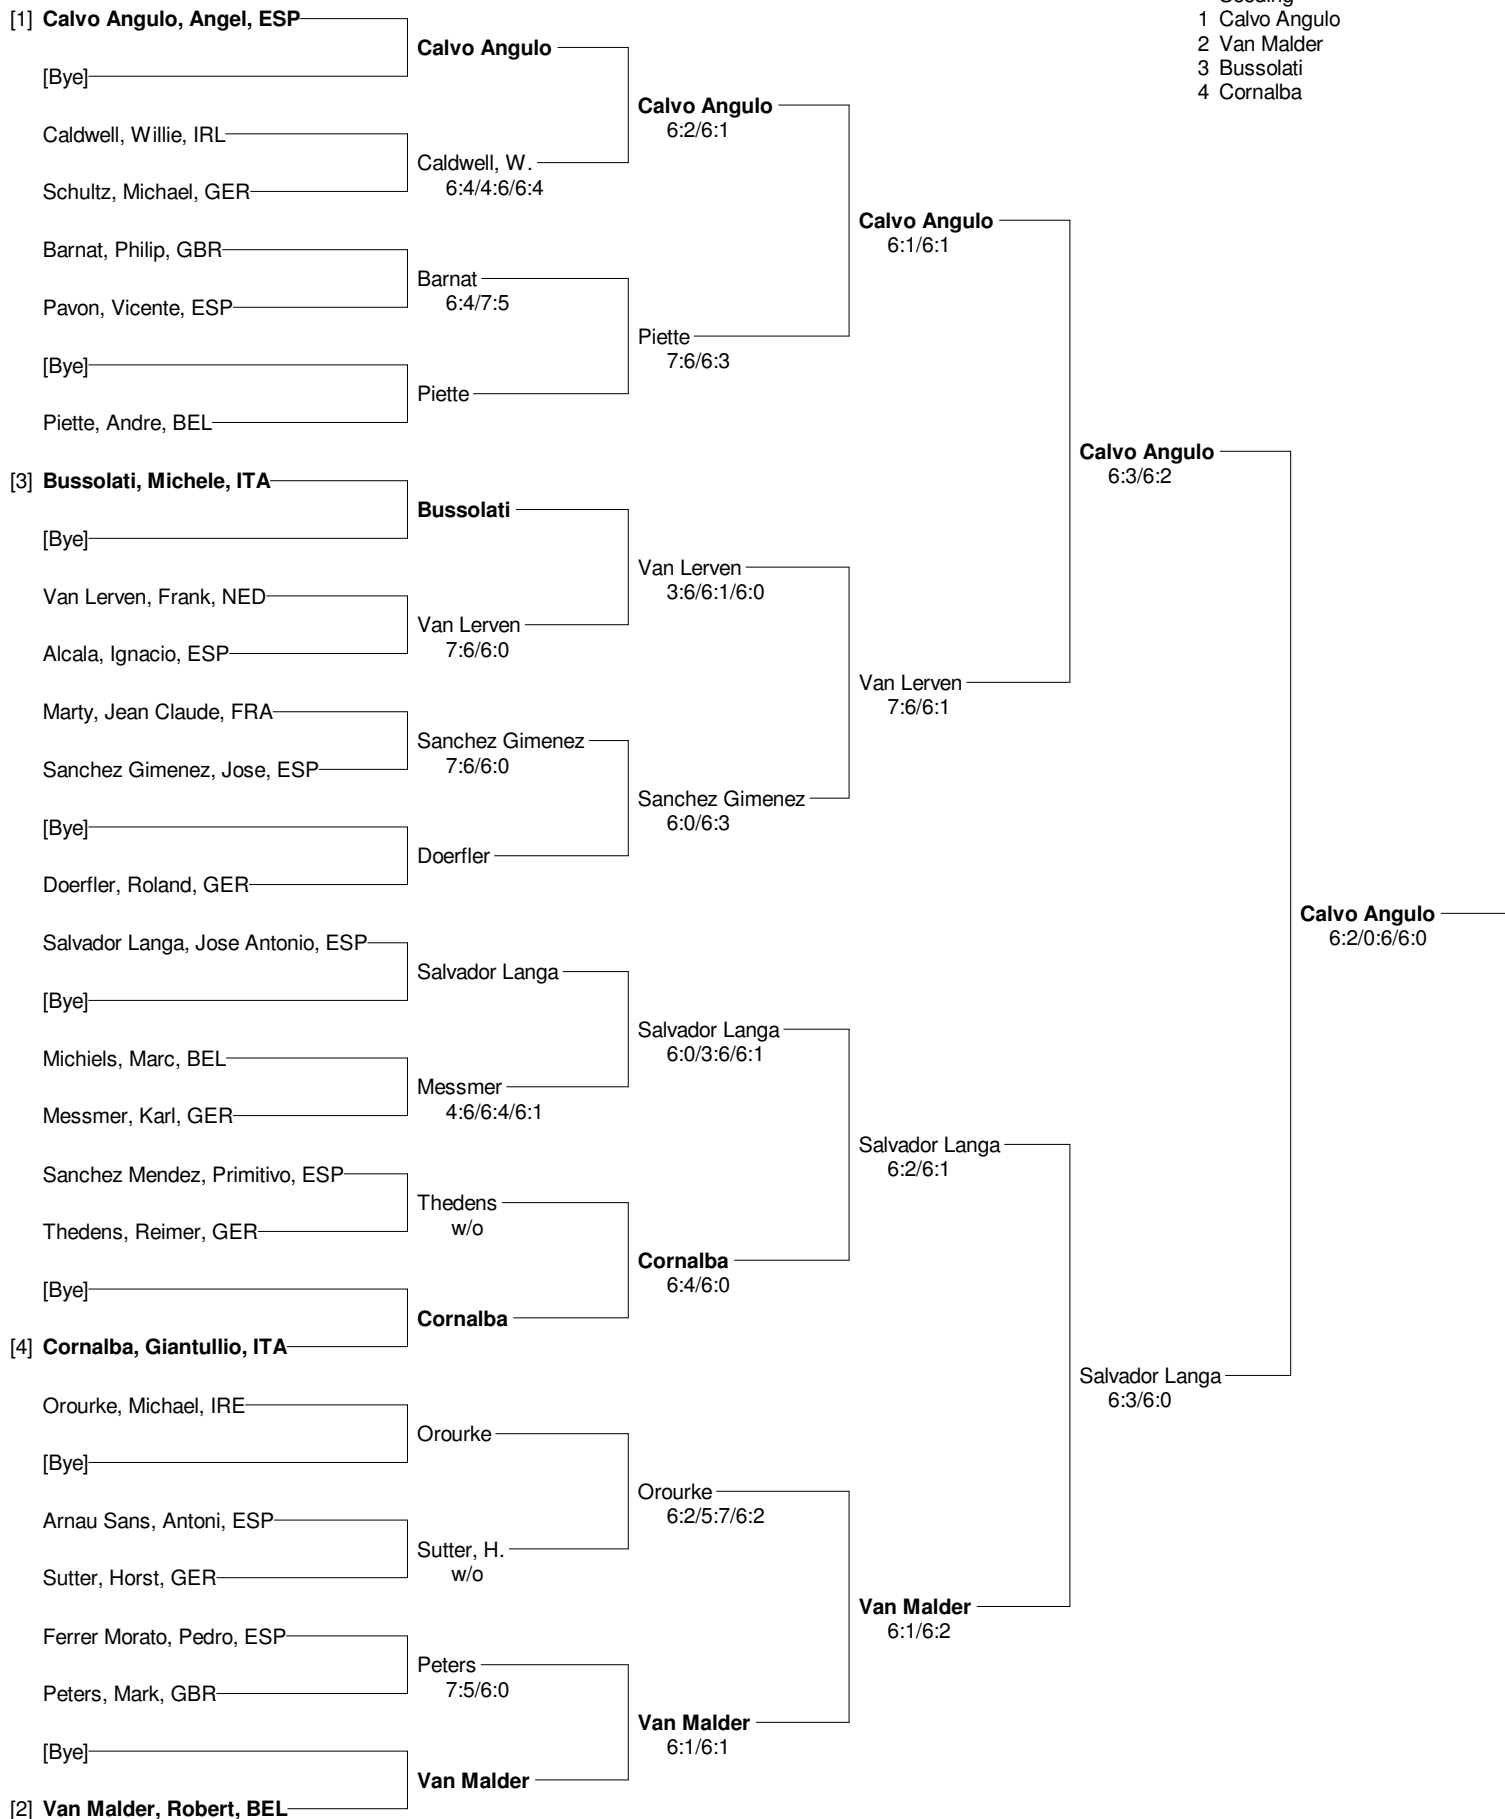 Seeding
1 Calvo Angulo
2 Van Malder
3 Bussolati
4 Cornalba
[1] Calvo Angulo, Angel, ESP
[Bye]
Caldwell, Willie, IRL
Schultz, Michael, GER
Barnat, Philip, GBR
Pavon, Vicente, ESP
[Bye]
Piette, Andre, BEL
[3] Bussolati, Michele, ITA
[Bye]
Van Lerven, Frank, NED
Alcala, Ignacio, ESP
Marty, Jean Claude, FRA
Sanchez Gimenez, Jose, ESP
[Bye]
Doerfler, Roland, GER
Salvador Langa, Jose Antonio, ESP
[Bye]
Michiels, Marc, BEL
Messmer, Karl, GER
Sanchez Mendez, Primitivo, ESP
Thedens, Reimer, GER
[Bye]
[4] Cornalba, Giantullio, ITA
Orourke, Michael, IRE
[Bye]
Arnau Sans, Antoni, ESP
Sutter, Horst, GER
Ferrer Morato, Pedro, ESP
Peters, Mark, GBR
[Bye]
[2] Van Malder, Robert, BEL
Calvo Angulo
Caldwell, W.
6:4/4:6/6:4
Barnat
6:4/7:5
Piette
Bussolati
Van Lerven
7:6/6:0
Sanchez Gimenez
7:6/6:0
Doerfler
Salvador Langa
Messmer
4:6/6:4/6:1
Thedens
w/o
Cornalba
Orourke
Sutter, H.
w/o
Peters
7:5/6:0
Van Malder
Calvo Angulo
6:2/6:1
Piette
7:6/6:3
Van Lerven
3:6/6:1/6:0
Sanchez Gimenez
6:0/6:3
Salvador Langa
6:0/3:6/6:1
Cornalba
6:4/6:0
Orourke
6:2/5:7/6:2
Van Malder
6:1/6:1
Calvo Angulo
6:1/6:1
Van Lerven
7:6/6:1
Salvador Langa
6:2/6:1
Van Malder
6:1/6:2
Calvo Angulo
6:3/6:2
Salvador Langa
6:3/6:0
Calvo Angulo
6:2/0:6/6:0